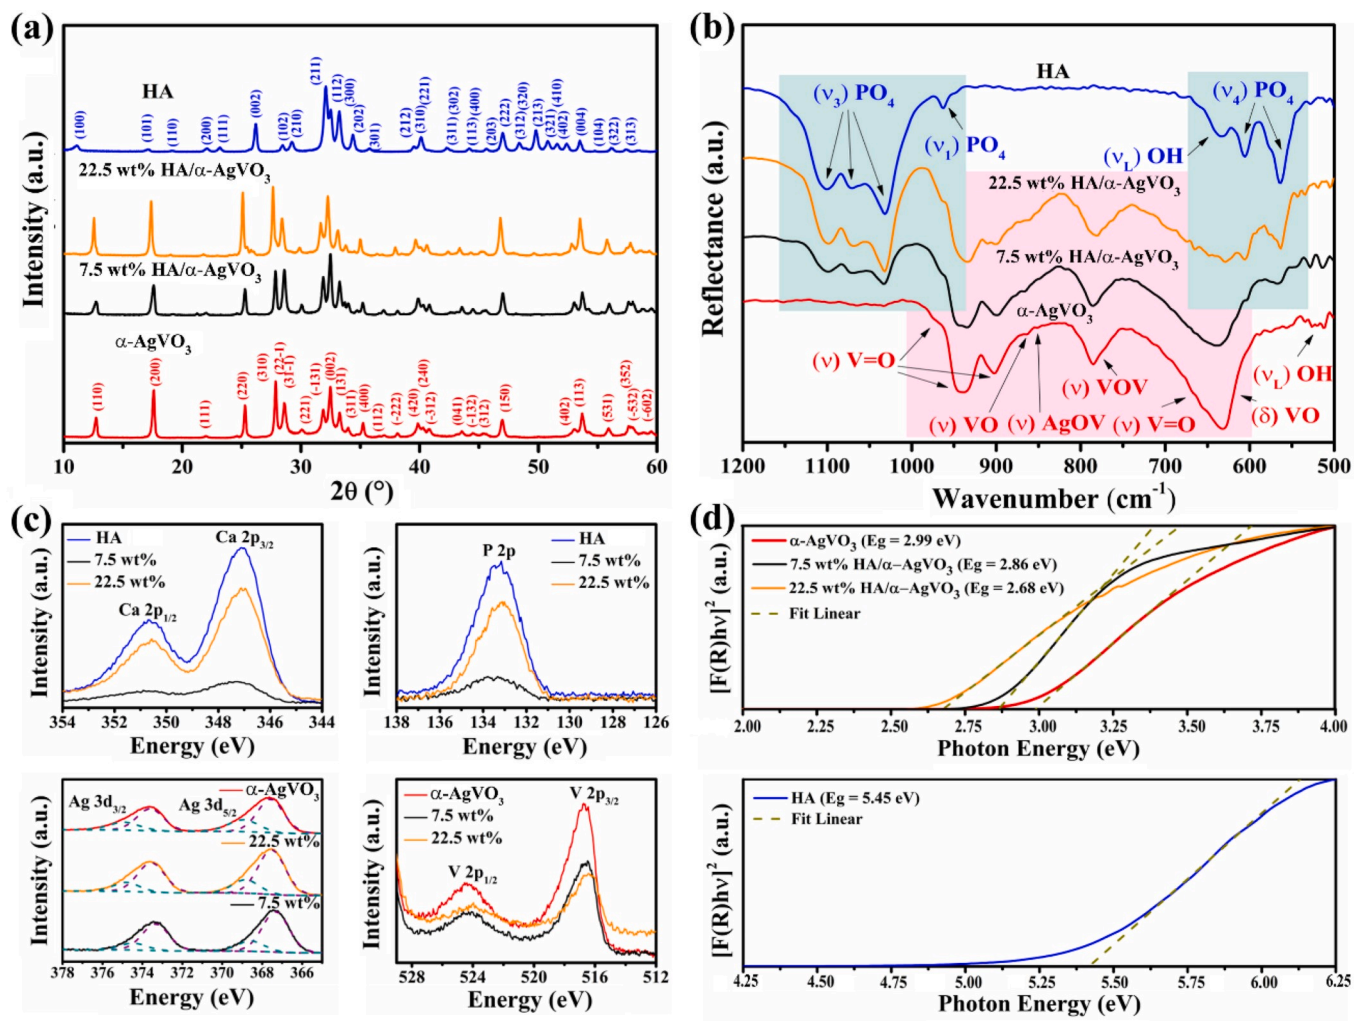 (a)
Intensity (a.u.)
HA
(100)
(101)
(110)
(200)
(111)
(002)
(102)
(210)
(211)
(112)
(300)
(202)
(301)
(212)
(310)
(221)
(311)
(302)
(113)
(400)
(203)
(222)
(312)
(320)
(213)
(321)
(410)
(402)
(004)
(104)
(322)
(313)
22.5 wt% HA/α-AgVO3
7.5 wt% HA/α-AgVO3
α-AgVO3
(110)
(200)
(111)
(220)
(310)
(22-1)
(31-1)
(221)
(-131)
(002)
(131)
(311)
(400)
(112)
(-222)
(420)
(240)
(-312)
(041)
(-132)
(312)
(150)
(402)
(113)
(531)
(352)
(-532)
(-602)
10 20 30 40 50 60
2θ (°)
(b)
Reflectance (a.u.)
HA
(ν3) PO4
(ν1) PO4
(ν4) PO4
(νL) OH
22.5 wt% HA/α-AgVO3
7.5 wt% HA/α-AgVO3
α-AgVO3
(ν) V=O
(ν) VOV
(νL) OH
(ν) VO (ν) AgOV (ν) V=O (δ) VO
1200 1100 1000 900 800 700 600 500
Wavenumber (cm-1)
(c)
Intensity (a.u.)
HA
7.5 wt%
22.5 wt%
Ca 2p3/2
Ca 2p1/2
354 350 347 344
Energy (eV)
Intensity (a.u.)
P 2p
HA
7.5 wt%
22.5 wt%
138 136 134 132 130 128 126
Energy (eV)
Intensity (a.u.)
Ag 3d3/2
Ag 3d5/2
α-AgVO3
22.5 wt%
7.5 wt%
378 376 374 372 370 368 366
Energy (eV)
Intensity (a.u.)
α-AgVO3
7.5 wt%
22.5 wt%
V 2p3/2
V 2p1/2
528 524 520 516 512
Energy (eV)
(d)
[F(R)hν]2 (a.u.)
α-AgVO3 (Eg = 2.99 eV)
7.5 wt% HA/α−AgVO3 (Eg = 2.86 eV)
22.5 wt% HA/α−AgVO3 (Eg = 2.68 eV)
Fit Linear
2.00 2.25 2.50 2.75 3.00 3.25 3.50 3.75 4.00
Photon Energy (eV)
[F(R)hν]2 (a.u.)
HA (Eg = 5.45 eV)
Fit Linear
4.25 4.50 4.75 5.00 5.25 5.50 5.75 6.00 6.25
Photon Energy (eV)